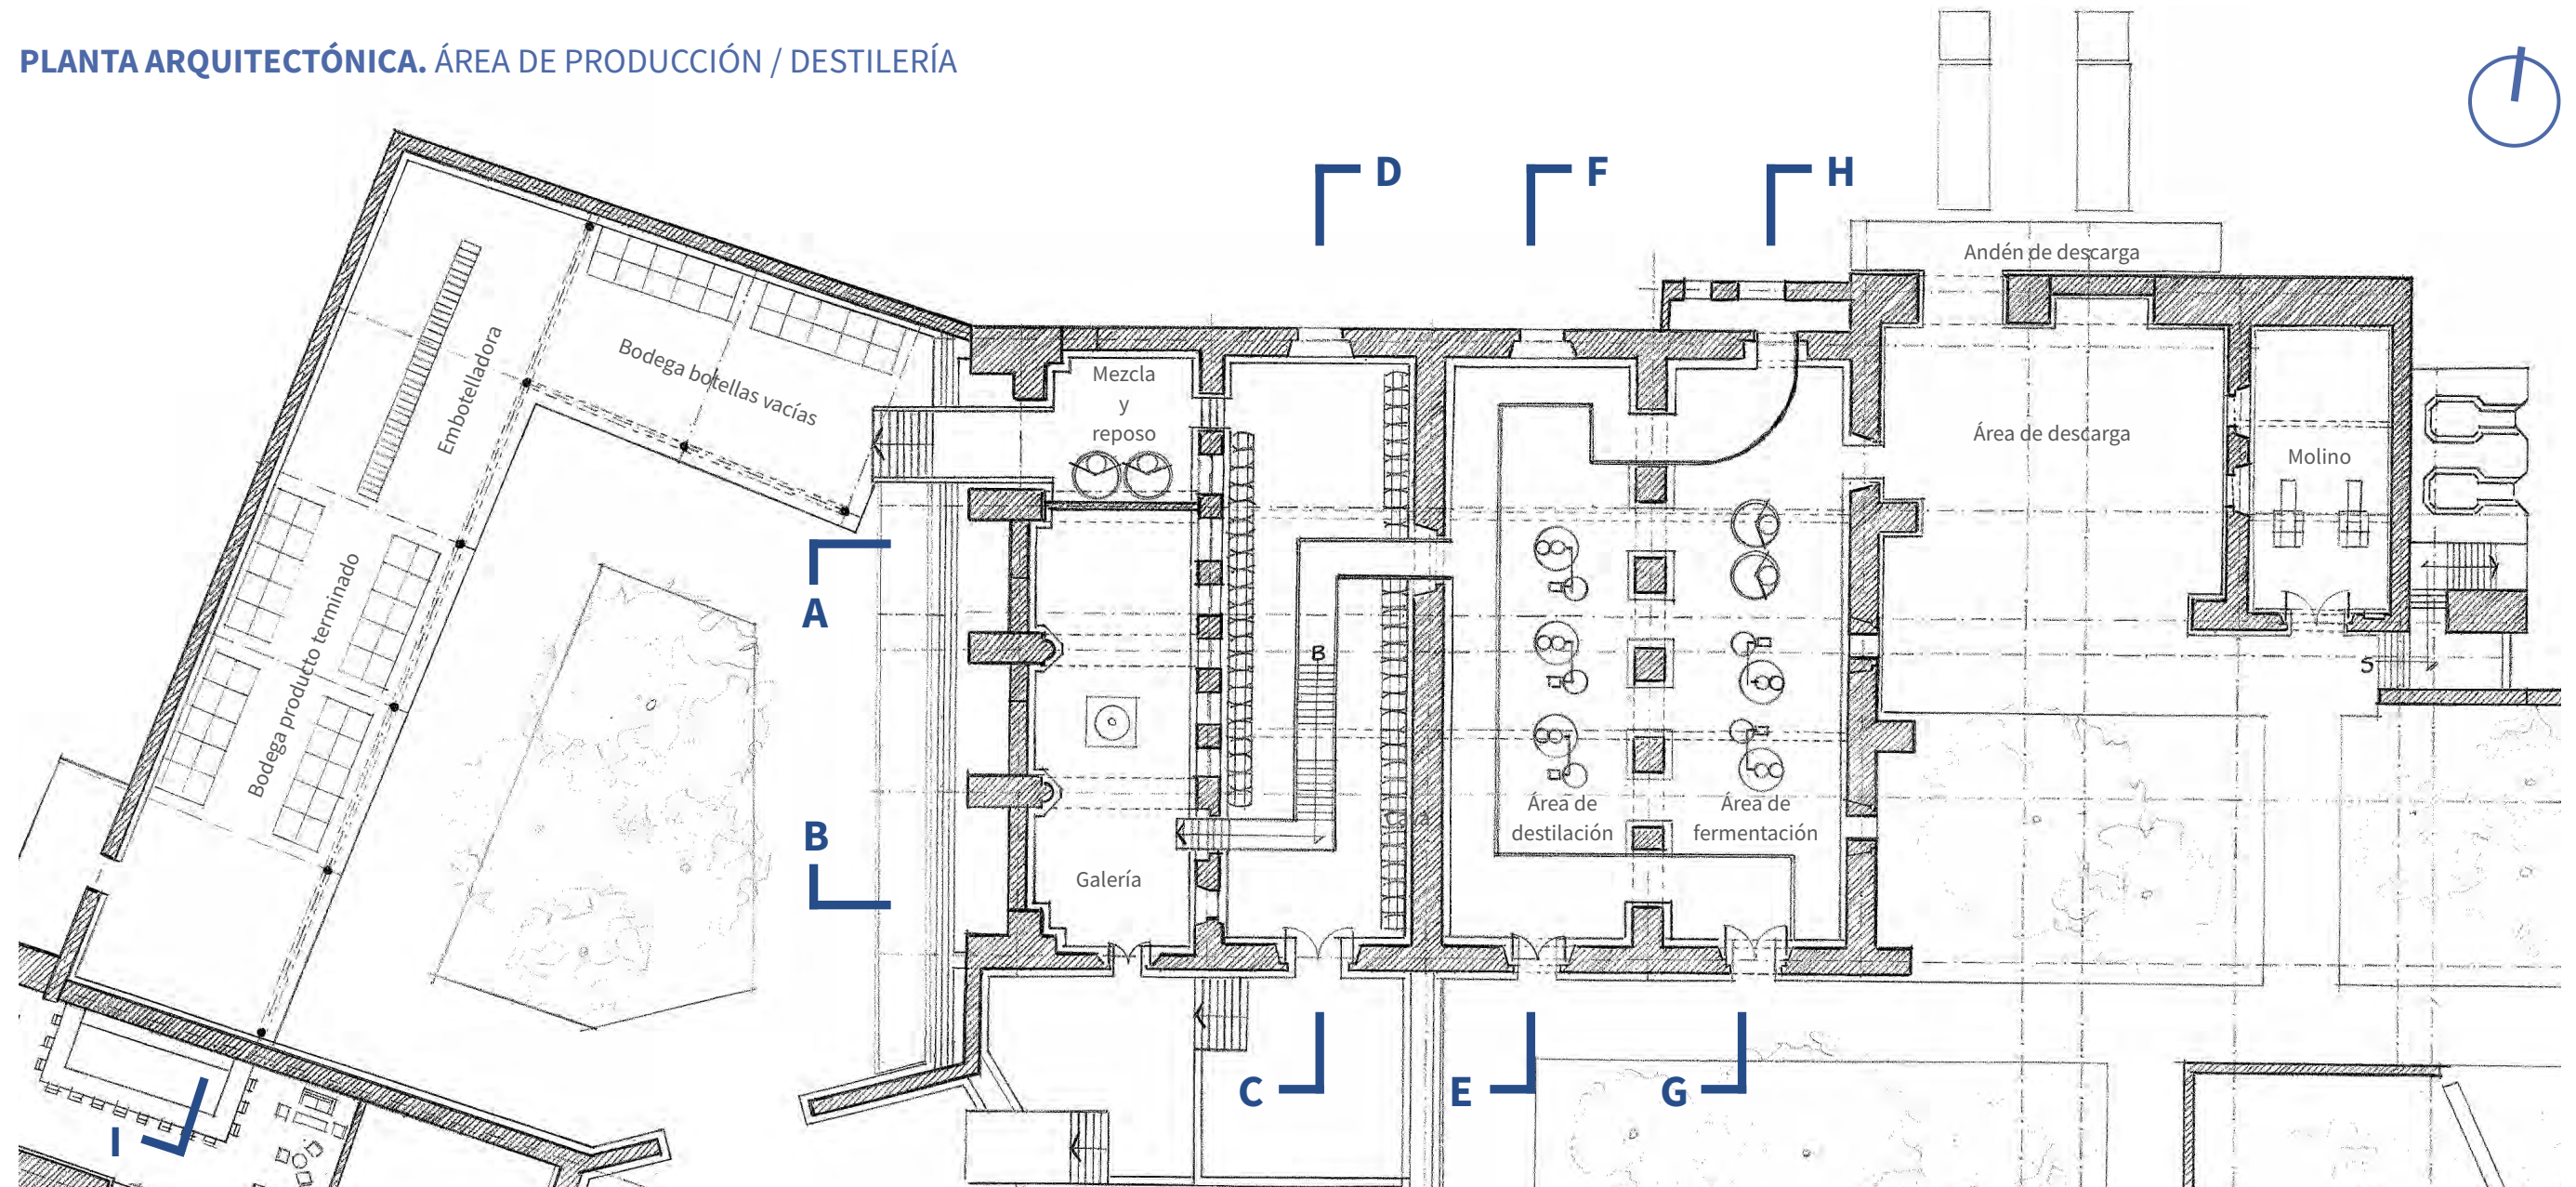 PLANTA ARQUITECTÓNICA. ÁREA DE PRODUCCIÓN / DESTILERÍA
D
F
H
Andén de descarga
Embotelladora
Bodega botellas vacías
Mezcla
y
reposo
Área de descarga
Molino
Bodega producto terminado
A
B
B
S
Área de
destilación
Área de
fermentación
Cava
Galería
C
E
G
I